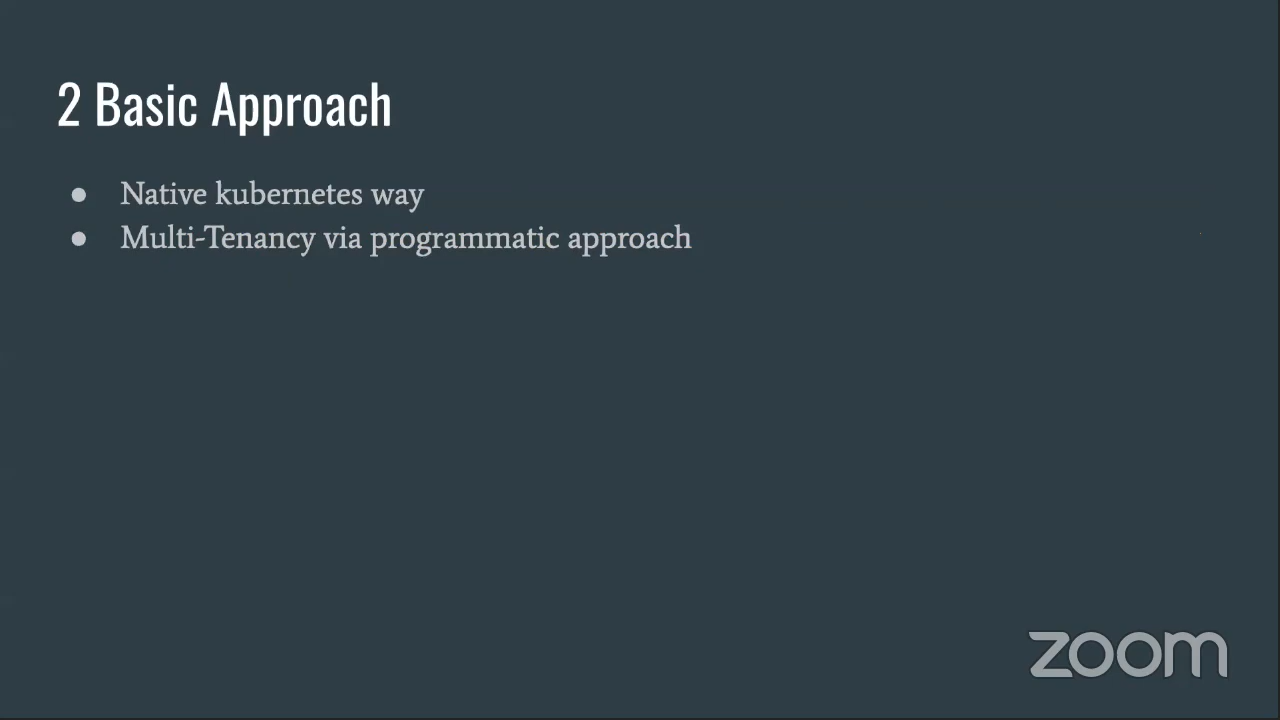 2 Basic Approach
● Native kubernetes way
● Multi-Tenancy via programmatic approach
zoom